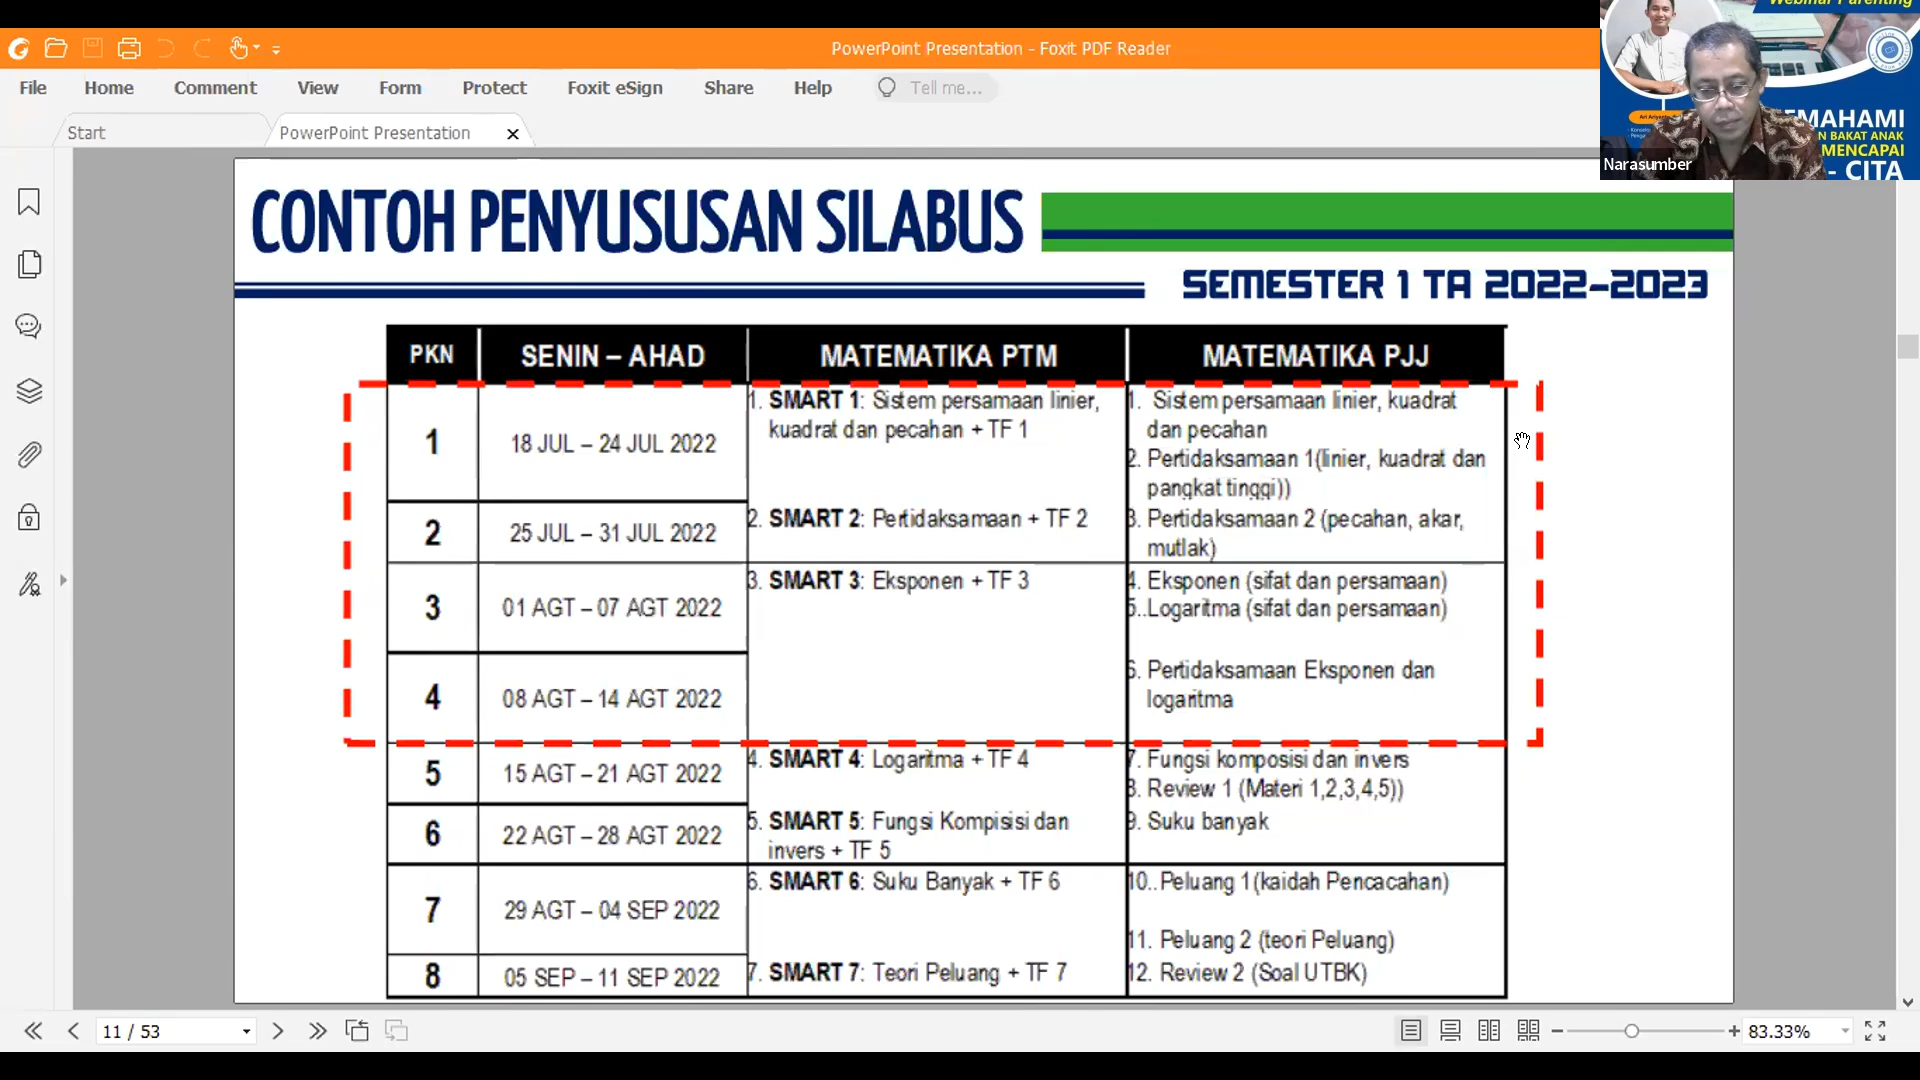 PowerPoint Presentation - Foxit PDF Reader
Webinar Parenting
File Home Comment View Form Protect Foxit eSign Share Help Tell me...
EMAHAMI
N BAKAT ANAK
MENCAPAI
- CITA
Narasumber
Start PowerPoint Presentation
CONTOH PENYUSUSAN SILABUS
SEMESTER 1 TA 2022-2023
PKN SENIN – AHAD MATEMATIKA PTM MATEMATIKA PJJ
1
18 JUL – 24 JUL 2022
1. SMART 1: Sistem persamaan linier,
kuadrat dan pecahan + TF 1
1. Sistem persamaan linier, kuadrat
dan pecahan
2. Pertidaksamaan 1(linier, kuadrat dan
pangkat tinggi))
2
25 JUL – 31 JUL 2022
2. SMART 2: Pertidaksamaan + TF 2
3. Pertidaksamaan 2 (pecahan, akar,
mutlak)
3
01 AGT – 07 AGT 2022
3. SMART 3: Eksponen + TF 3
4. Eksponen (sifat dan persamaan)
5..Logaritma (sifat dan persamaan)
4
08 AGT – 14 AGT 2022
6. Pertidaksamaan Eksponen dan
logaritma
5
15 AGT – 21 AGT 2022
4. SMART 4: Logaritma + TF 4
7. Fungsi komposisi dan invers
8. Review 1 (Materi 1,2,3,4,5))
6
22 AGT – 28 AGT 2022
5. SMART 5: Fungsi Kompisisi dan
invers + TF 5
9. Suku banyak
7
29 AGT – 04 SEP 2022
6. SMART 6: Suku Banyak + TF 6
10..Peluang 1(kaidah Pencacahan)
11. Peluang 2 (teori Peluang)
8
05 SEP – 11 SEP 2022
7. SMART 7: Teori Peluang + TF 7
12. Review 2 (Soal UTBK)
11 / 53
83.33%